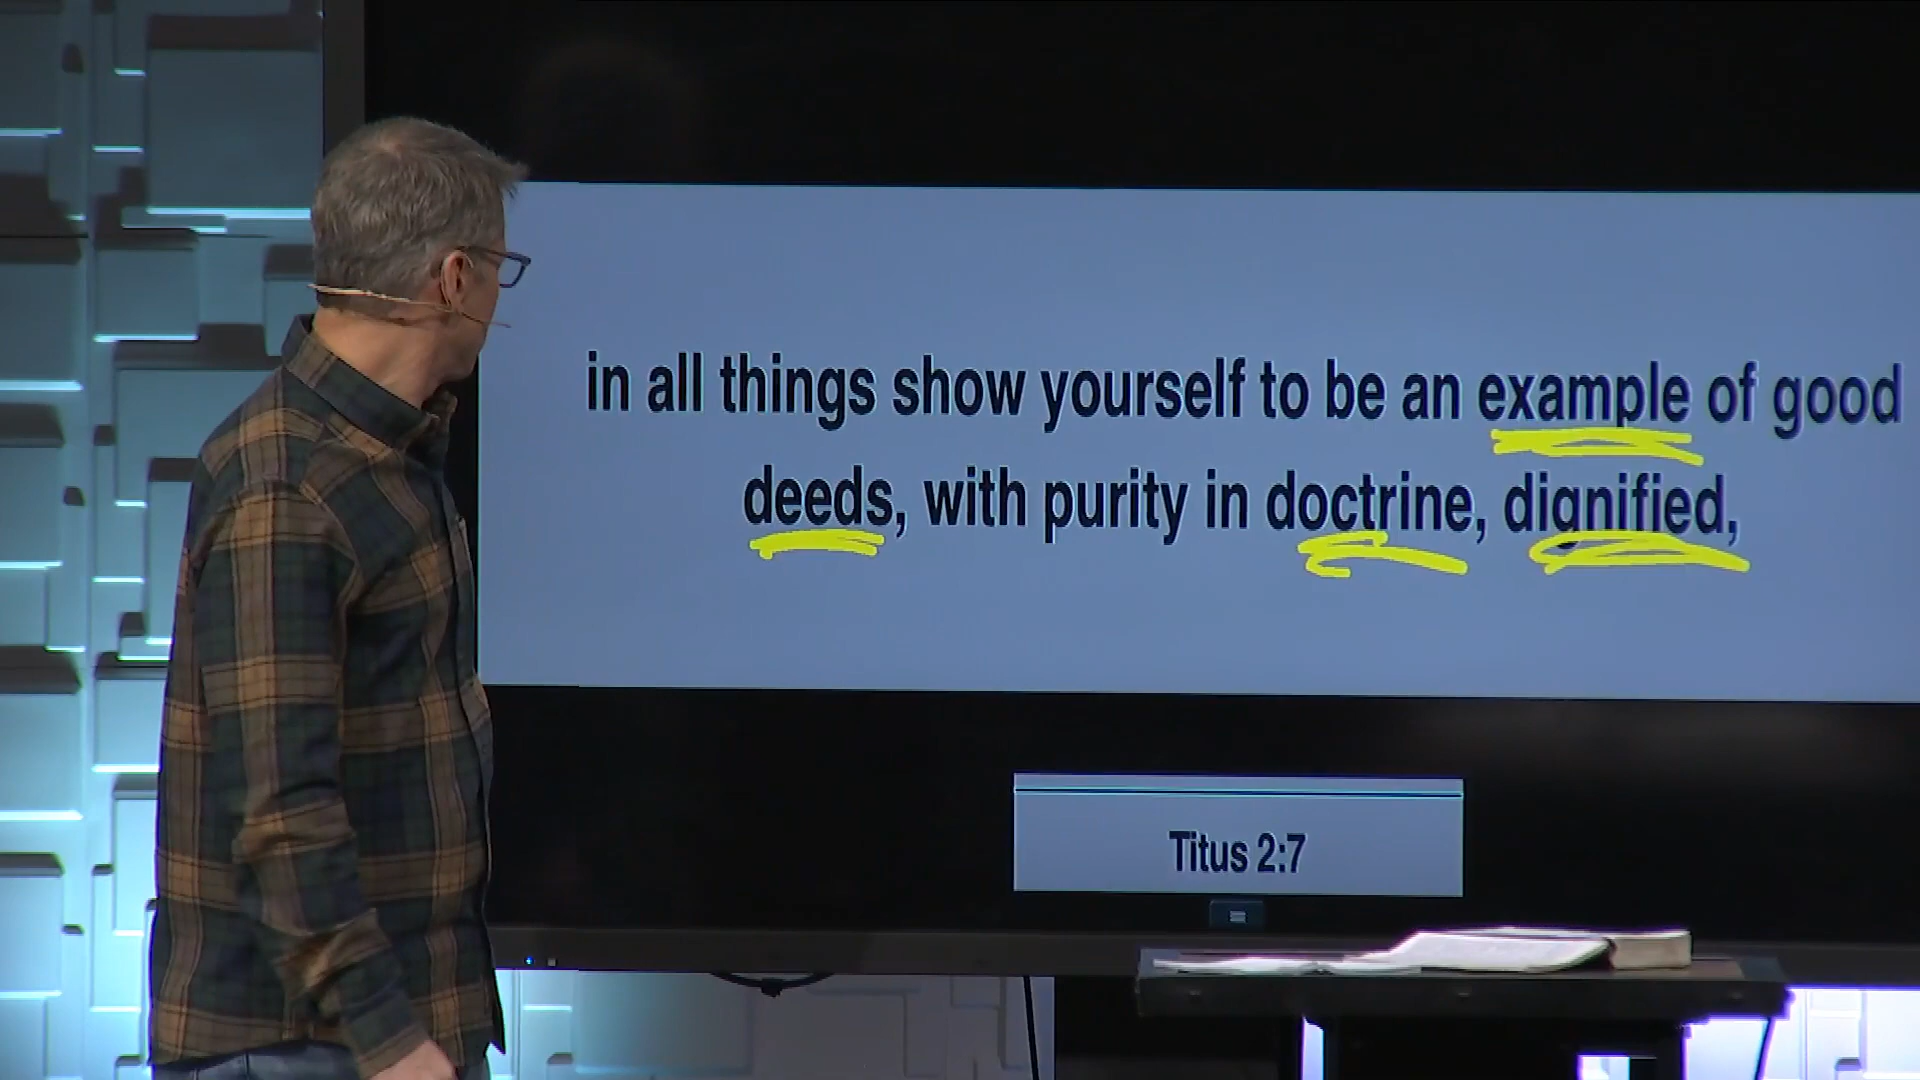 in all things show yourself to be an example of good
deeds, with purity in doctrine, dignified,
Titus 2:7